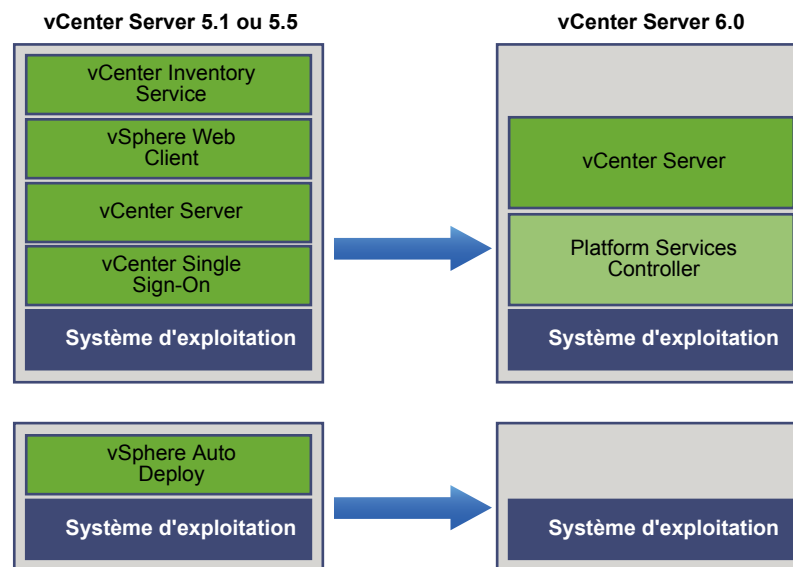 vCenter Server 5.1 ou 5.5
vCenter Inventory
Service
vSphere Web
Client
vCenter Server
vCenter Single
Sign-On
Système d'exploitation
vCenter Server 6.0
vCenter Server
Platform Services
Controller
Système d'exploitation
vSphere Auto
Deploy
Système d'exploitation
Système d'exploitation